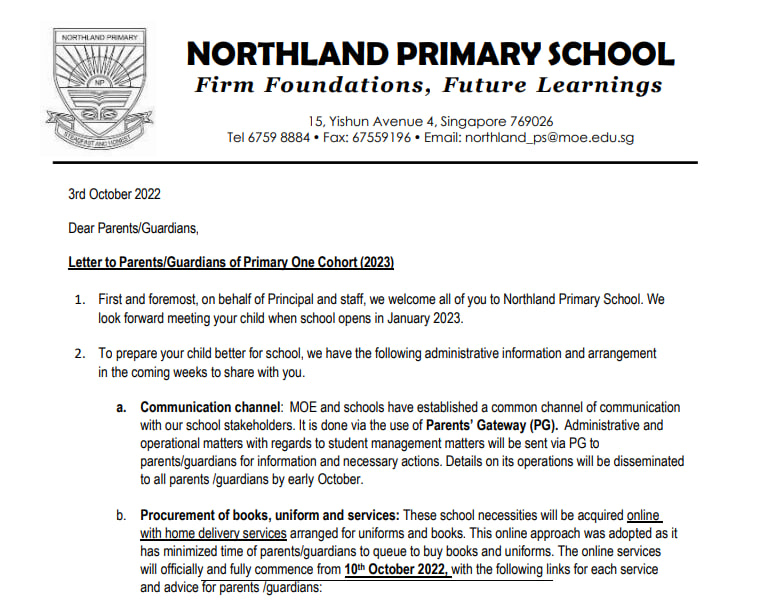 NORTHLAND PRIMARY
NP
STEADFAST AND HONEST
NORTHLAND PRIMARY SCHOOL
Firm Foundations, Future Learnings
15, Yishun Avenue 4, Singapore 769026
Tel 6759 8884 • Fax: 67559196 • Email: northland_ps@moe.edu.sg
3rd October 2022
Dear Parents/Guardians,
Letter to Parents/Guardians of Primary One Cohort (2023)
1. First and foremost, on behalf of Principal and staff, we welcome all of you to Northland Primary School. We
look forward meeting your child when school opens in January 2023.
2. To prepare your child better for school, we have the following administrative information and arrangement
in the coming weeks to share with you.
a. Communication channel: MOE and schools have established a common channel of communication
with our school stakeholders. It is done via the use of Parents' Gateway (PG). Administrative and
operational matters with regards to student management matters will be sent via PG to
parents/guardians for information and necessary actions. Details on its operations will be disseminated
to all parents /guardians by early October.
b. Procurement of books, uniform and services: These school necessities will be acquired online
with home delivery services arranged for uniforms and books. This online approach was adopted as it
has minimized time of parents/guardians to queue to buy books and uniforms. The online services
will officially and fully commence from 10th October 2022, with the following links for each service
and advice for parents /guardians: